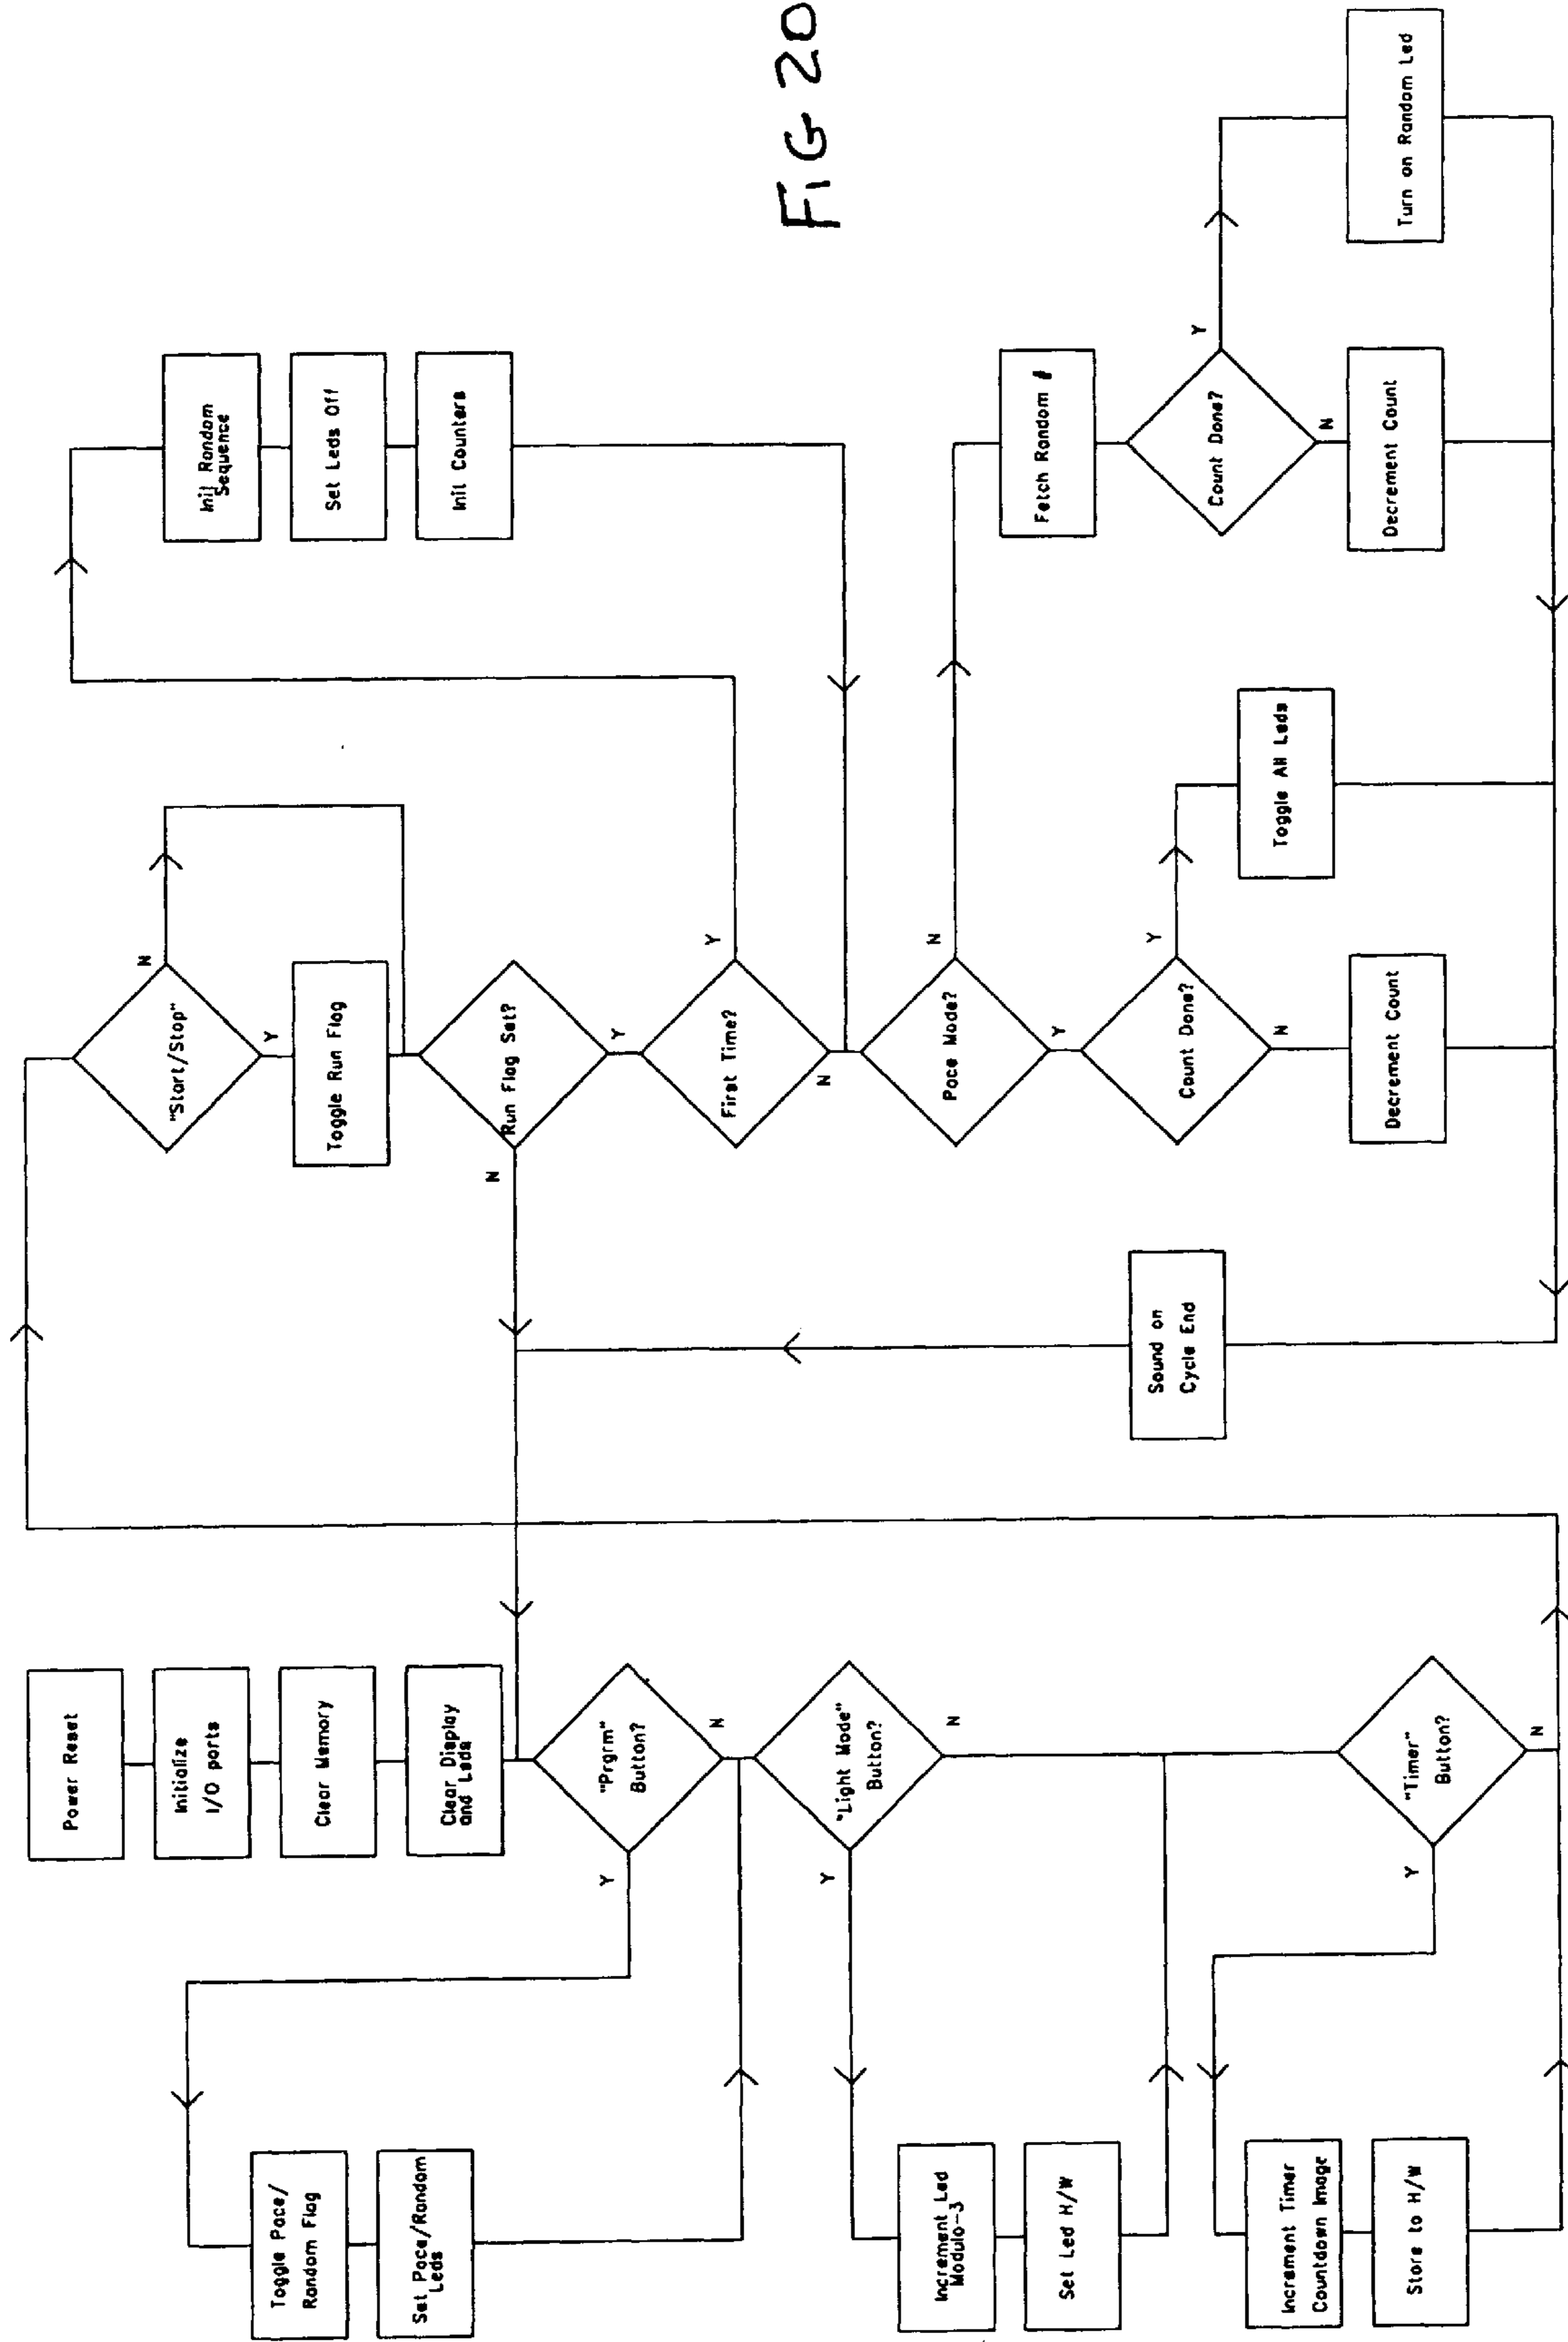 FIG 20
Power Reset
Initialize
I/O ports
Clear Memory
Clear Display
and Leds
"Prgrm"
Button?
Y
N
Toggle Pace/
Random Flag
Set Pace/Random
Leds
"Light Mode"
Button?
Y
N
Increment Led
Modulo-3
Set Led H/W
"Timer"
Button?
Y
N
Increment Timer
Countdown Image
Store to H/W
"Start/Stop"
N
Y
Toggle Run Flag
Run Flag Set?
N
Y
First Time?
Y
N
Init Random
Sequence
Set Leds Off
Init Counters
Pace Mode?
N
Y
Count Done?
Y
N
Toggle All Leds
Decrement Count
Fetch Random #
Count Done?
Y
N
Turn on Random Led
Decrement Count
Sound on
Cycle End